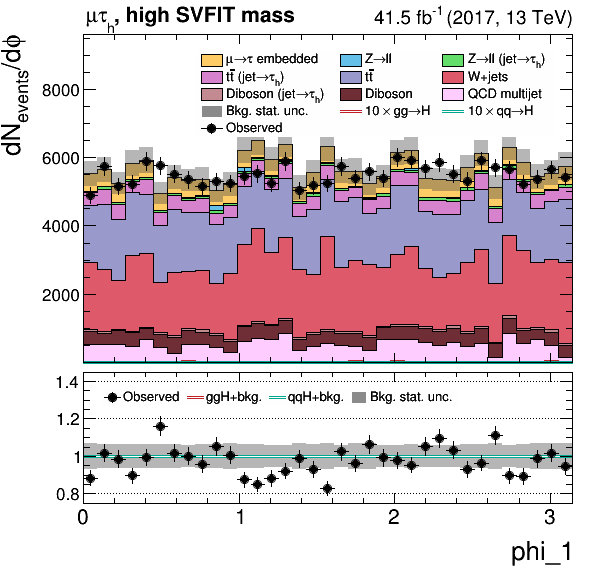 μτh, high SVFIT mass 41.5 fb⁻¹ (2017, 13 TeV)
dNevents/dϕ
μ→τ embedded Z→ll Z→ll (jet→τh)
tt̄ (jet→τh) tt̄ W+jets
Diboson (jet→τh) Diboson QCD multijet
Bkg. stat. unc. 10 × gg→H 10 × qq→H
Observed
6000
4000
2000
Observed ggH+bkg. qqH+bkg. Bkg. stat. unc.
1.4
1.2
1
0.8
0 1 2 3
phi_1